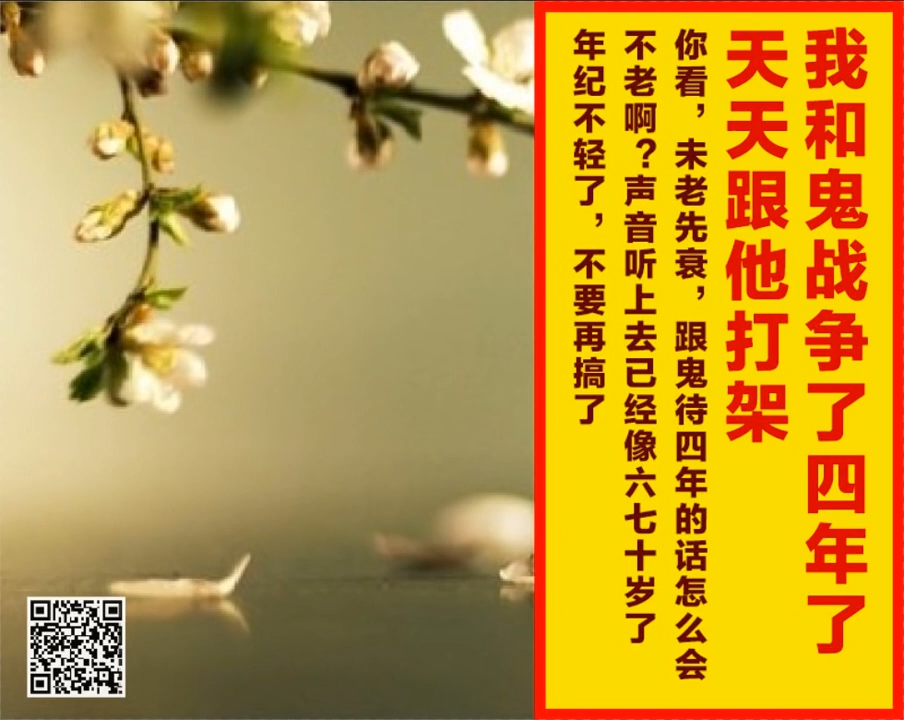 我和鬼战争了四年了
天天跟他打架
你看，未老先衰，跟鬼待四年的话怎么会
不老啊？声音听上去已经像六七十岁了
年纪不轻了，不要再搞了